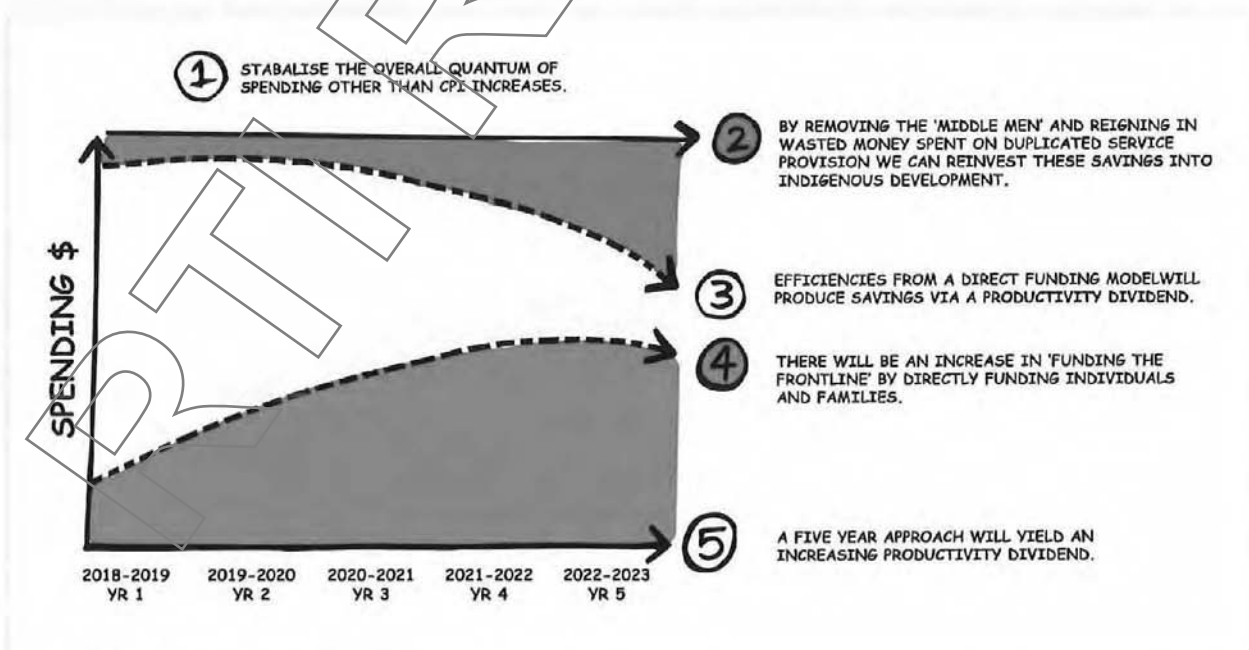 1
STABALISE THE OVERALL QUANTUM OF
SPENDING OTHER THAN CPI INCREASES.
2
BY REMOVING THE 'MIDDLE MEN' AND REIGNING IN
WASTED MONEY SPENT ON DUPLICATED SERVICE
PROVISION WE CAN REINVEST THESE SAVINGS INTO
INDIGENOUS DEVELOPMENT.
3
EFFICIENCIES FROM A DIRECT FUNDING MODELWILL
PRODUCE SAVINGS VIA A PRODUCTIVITY DIVIDEND.
4
THERE WILL BE AN INCREASE IN 'FUNDING THE
FRONTLINE' BY DIRECTLY FUNDING INDIVIDUALS
AND FAMILIES.
5
A FIVE YEAR APPROACH WILL YIELD AN
INCREASING PRODUCTIVITY DIVIDEND.
SPENDING $
2018-2019
YR 1
2019-2020
YR 2
2020-2021
YR 3
2021-2022
YR 4
2022-2023
YR 5
RTI R